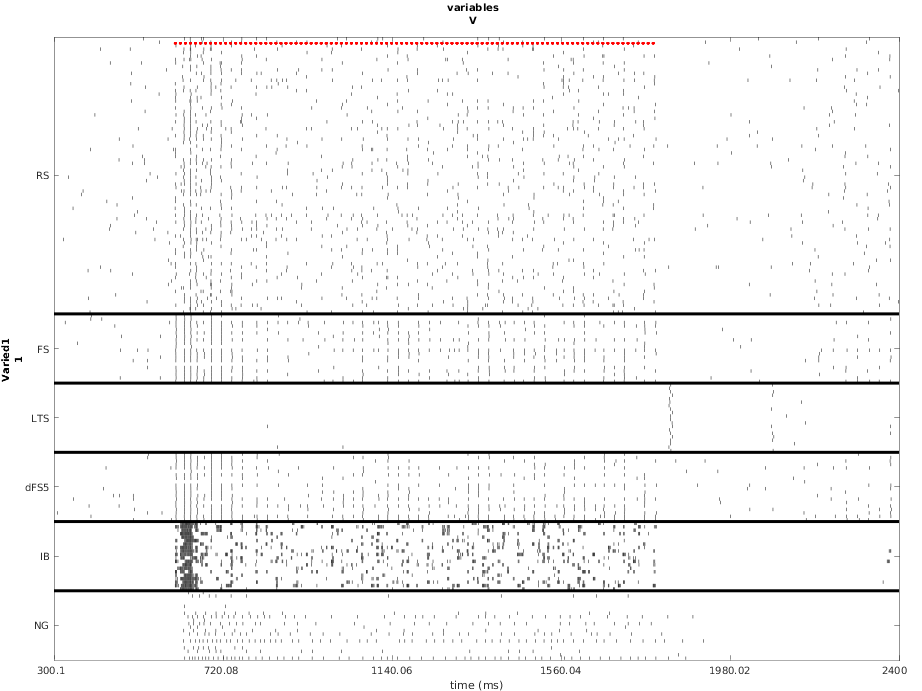 variables
V
RS
FS
LTS
dFS5
IB
NG
Varied1
1
300.1
720.08
1140.06
1560.04
1980.02
2400
time (ms)